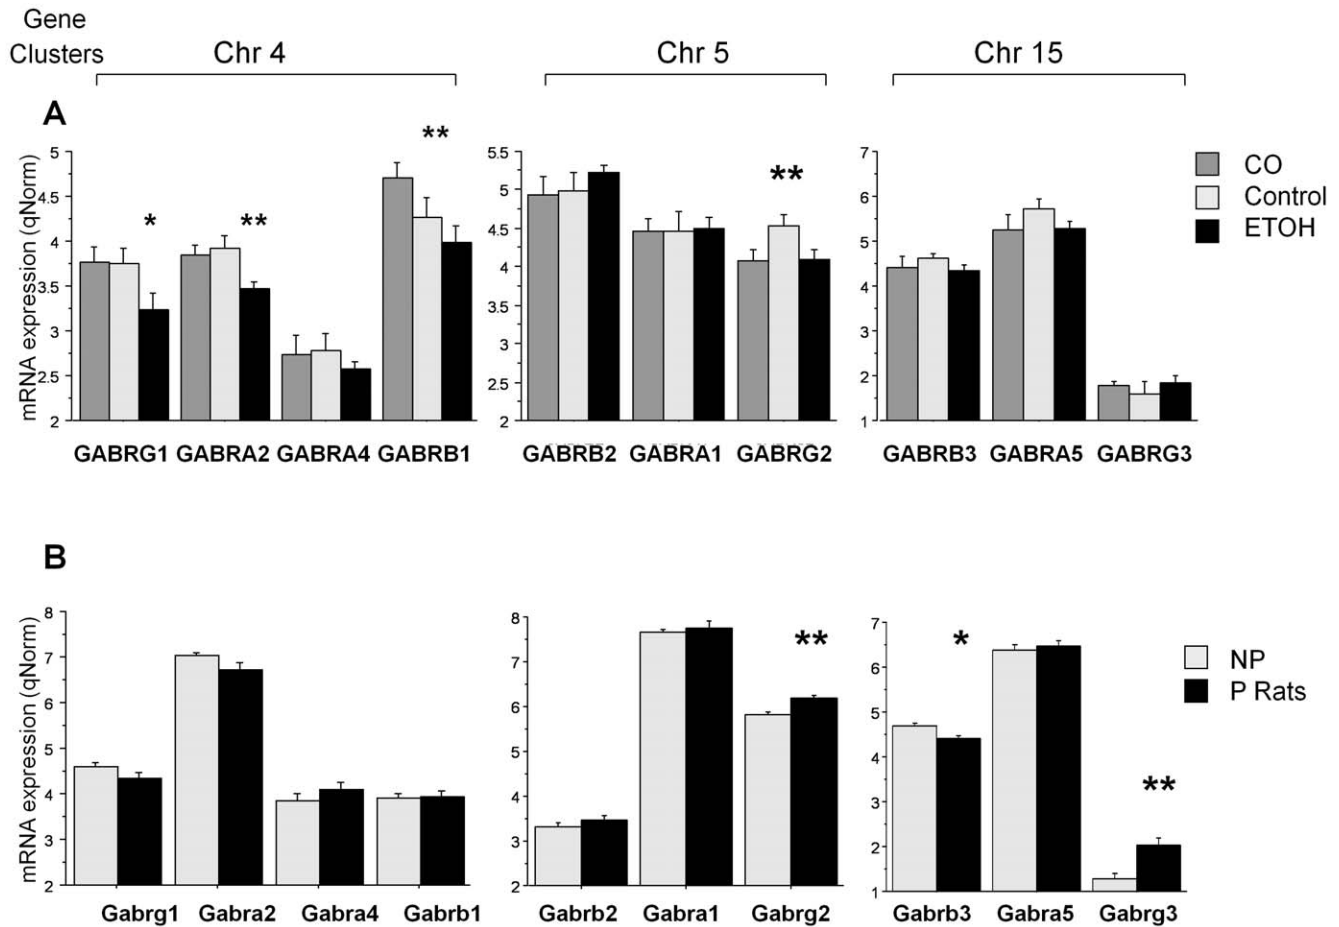 Gene
Clusters
Chr 4
Chr 5
Chr 15
A
mRNA expression (qNorm)
5
4.5
4
3.5
3
2.5
2
*
**
**
GABRG1 GABRA2 GABRA4 GABRB1
5.5
5
4.5
4
3.5
3
2.5
2
**
GABRB2 GABRA1 GABRG2
7
6
5
4
3
2
1
GABRB3 GABRA5 GABRG3
CO
Control
ETOH
B
mRNA expression (qNorm)
8
7
6
5
4
3
2
Gabrg1 Gabra2 Gabra4 Gabrb1
8
7
6
5
4
3
2
**
Gabrb2 Gabra1 Gabrg2
7
6
5
4
3
2
1
*
**
Gabrb3 Gabra5 Gabrg3
NP
P Rats